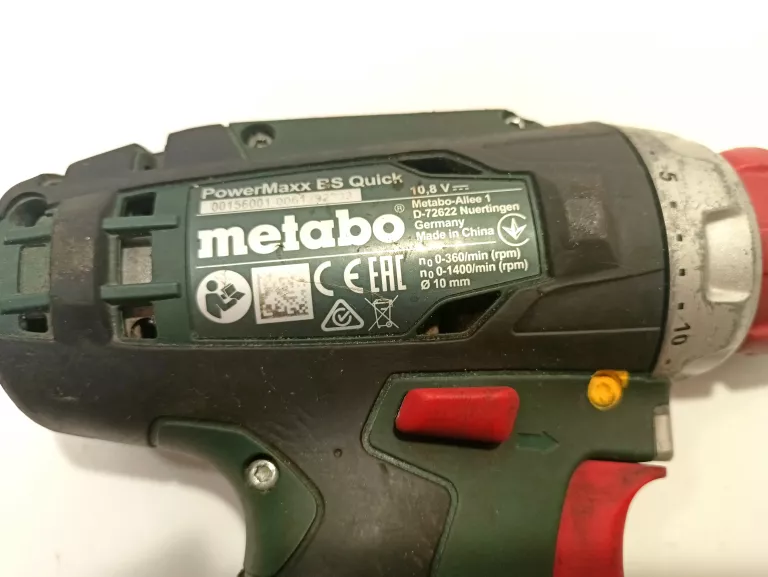 PowerMaxx BS Quick
10,8 V
metabo®
Metabo-Allee 1
D-72622 Nuertingen
Germany
Made in China
n₀ 0-360/min (rpm)
n₀ 0-1400/min (rpm)
Ø 10 mm
CE EAC
5
10